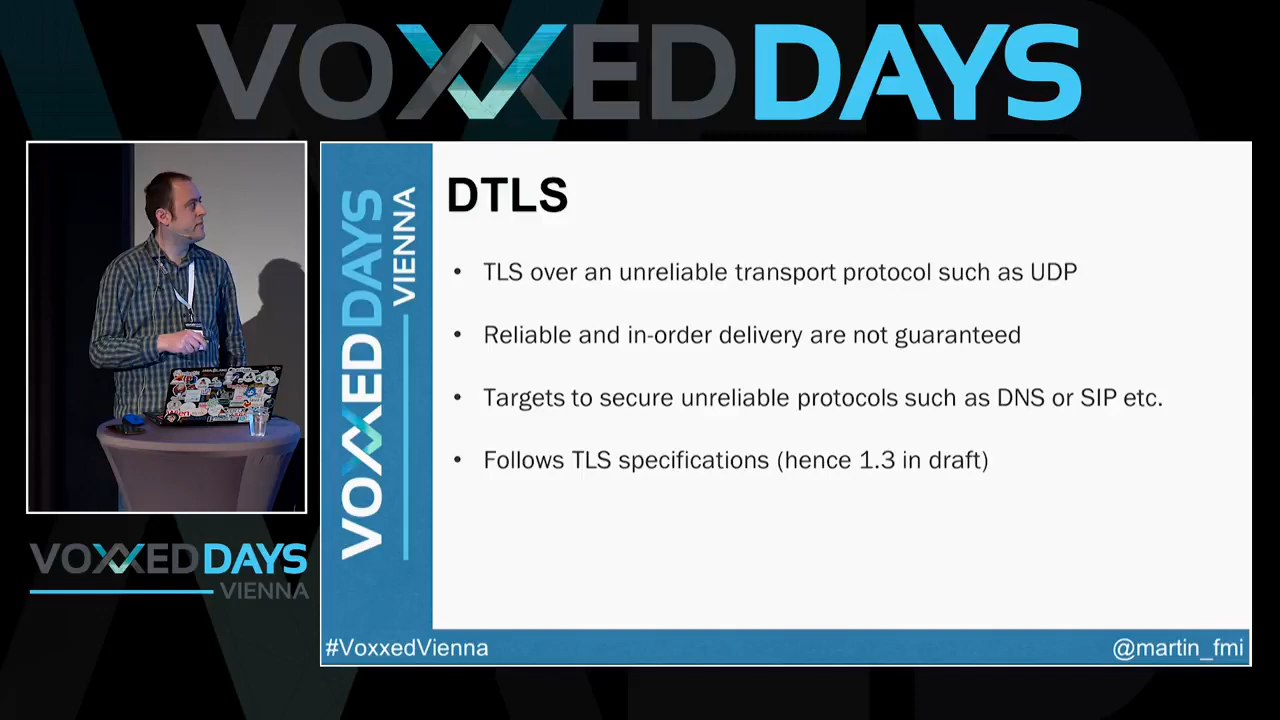 VOXXED DAYS
VOXXED DAYS
VIENNA
DTLS
• TLS over an unreliable transport protocol such as UDP
• Reliable and in-order delivery are not guaranteed
• Targets to secure unreliable protocols such as DNS or SIP etc.
• Follows TLS specifications (hence 1.3 in draft)
VOXXED DAYS
VIENNA
#VoxxedVienna
@martin_fmi